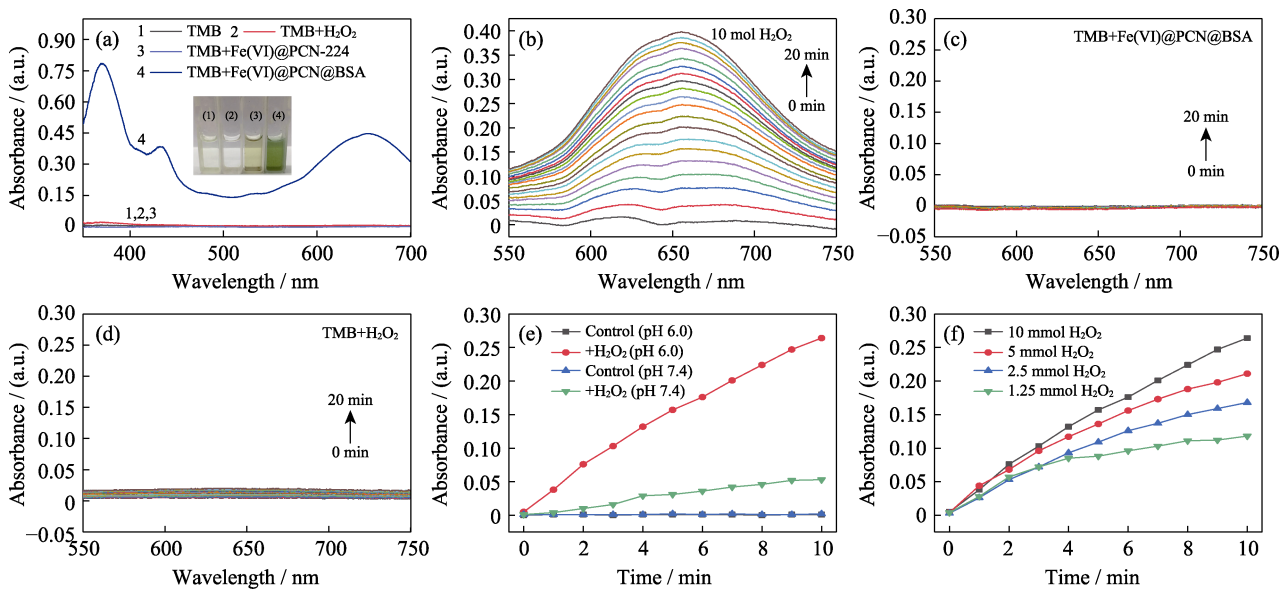 (a)
1 TMB 2 TMB+H₂O₂
3 TMB+Fe(VI)@PCN-224
4 TMB+Fe(VI)@PCN@BSA
(1) (2) (3) (4)
4
1,2,3
0.90
0.75
0.60
0.45
0.30
0.15
0
Absorbance / (a.u.)
400 500 600 700
Wavelength / nm
(b)
10 mol H₂O₂
20 min
0 min
0.40
0.35
0.30
0.25
0.20
0.15
0.10
0.05
0
Absorbance / (a.u.)
550 600 650 700 750
Wavelength / nm
(c)
TMB+Fe(VI)@PCN@BSA
20 min
0 min
0.30
0.25
0.20
0.15
0.10
0.05
0
−0.05
Absorbance / (a.u.)
550 600 650 700 750
Wavelength / nm
(d)
TMB+H₂O₂
20 min
0 min
0.30
0.25
0.20
0.15
0.10
0.05
0
−0.05
Absorbance / (a.u.)
550 600 650 700 750
Wavelength / nm
(e)
Control (pH 6.0)
+H₂O₂ (pH 6.0)
Control (pH 7.4)
+H₂O₂ (pH 7.4)
0.30
0.25
0.20
0.15
0.10
0.05
0
Absorbance / (a.u.)
0 2 4 6 8 10
Time / min
(f)
10 mmol H₂O₂
5 mmol H₂O₂
2.5 mmol H₂O₂
1.25 mmol H₂O₂
0.30
0.25
0.20
0.15
0.10
0.05
0
Absorbance / (a.u.)
0 2 4 6 8 10
Time / min